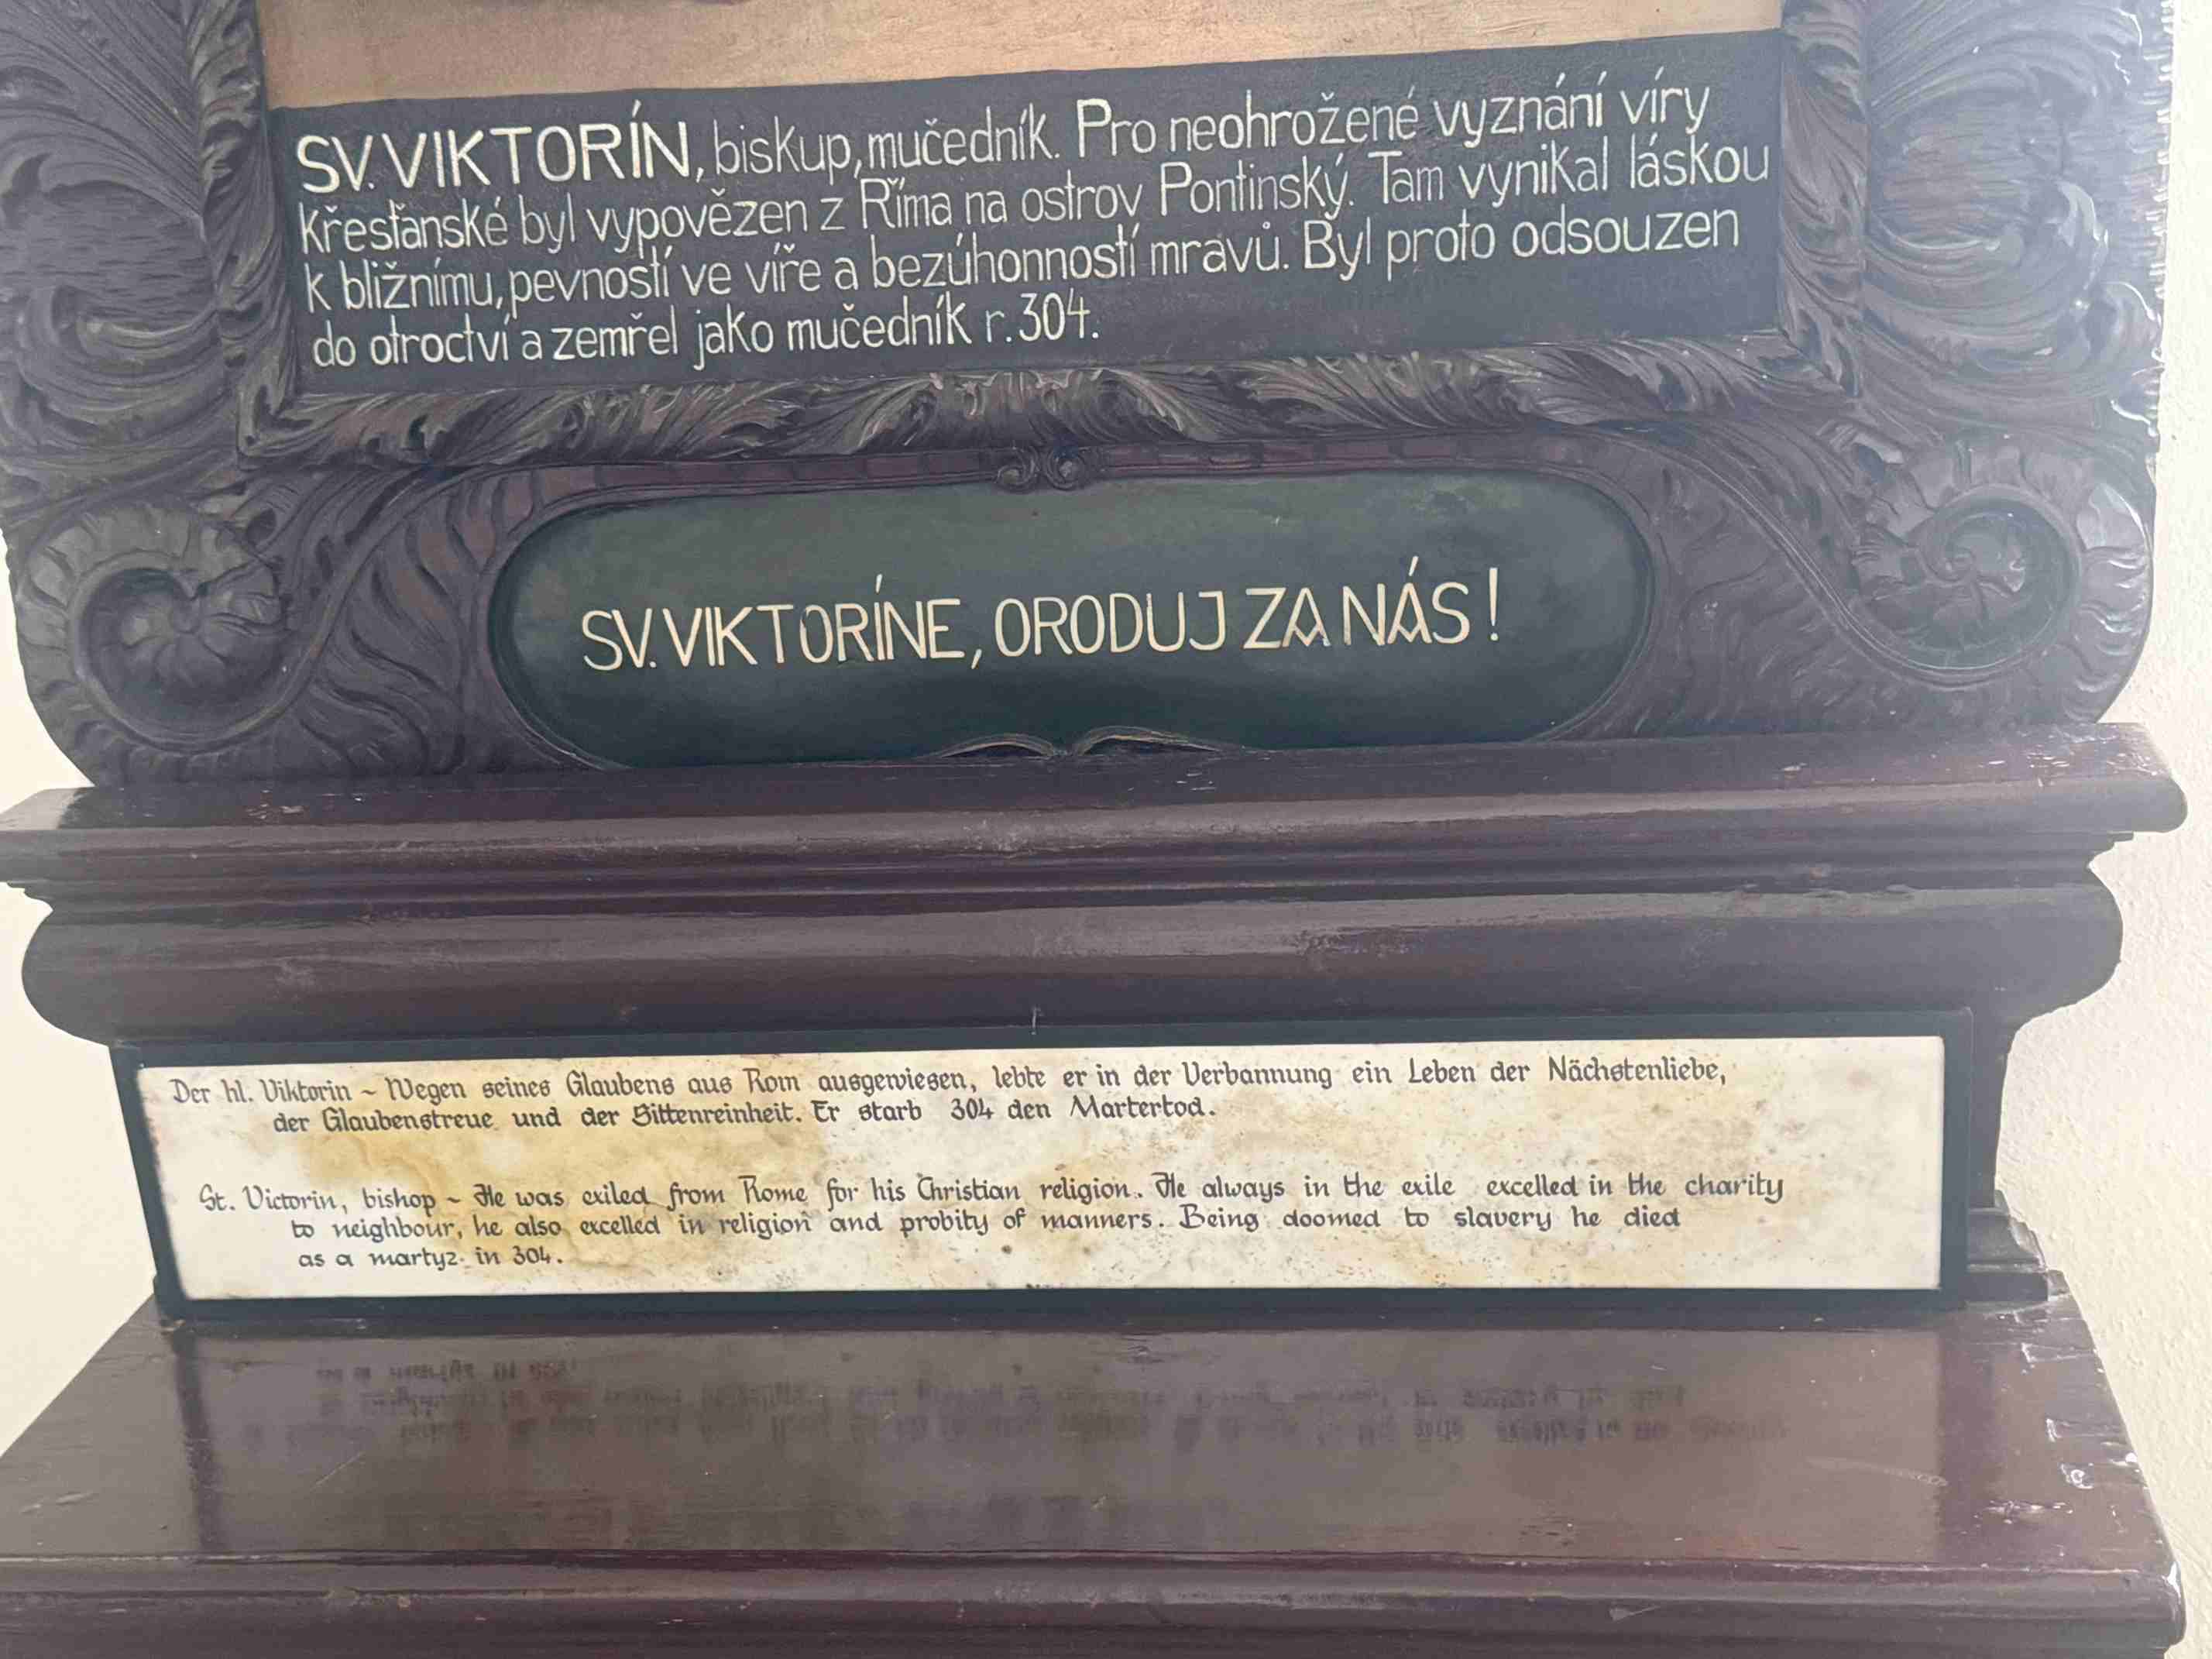 SV. VIKTORÍN, biskup, mučedník. Pro neohrožené vyznání víry
křesťanské byl vypovězen z Říma na ostrov Pontinský. Tam vynikal láskou
k bližnímu, pevností ve víře a bezúhonností mravů. Byl proto odsouzen
do otroctví a zemřel jako mučedník r. 304.
SV. VIKTORÍNE, ORODUJ ZA NÁS!
Der hl. Viktorin ~ Wegen seines Glaubens aus Rom ausgewiesen, lebte er in der Verbannung ein Leben der Nächstenliebe,
der Glaubenstreue und der Sittenreinheit. Er starb 304 den Martertod.
St. Victorin, bishop ~ He was exiled from Rome for his Christian religion. He always in the exile excelled in the charity
to neighbour, he also excelled in religion and probity of manners. Being doomed to slavery he died
as a martyz in 304.